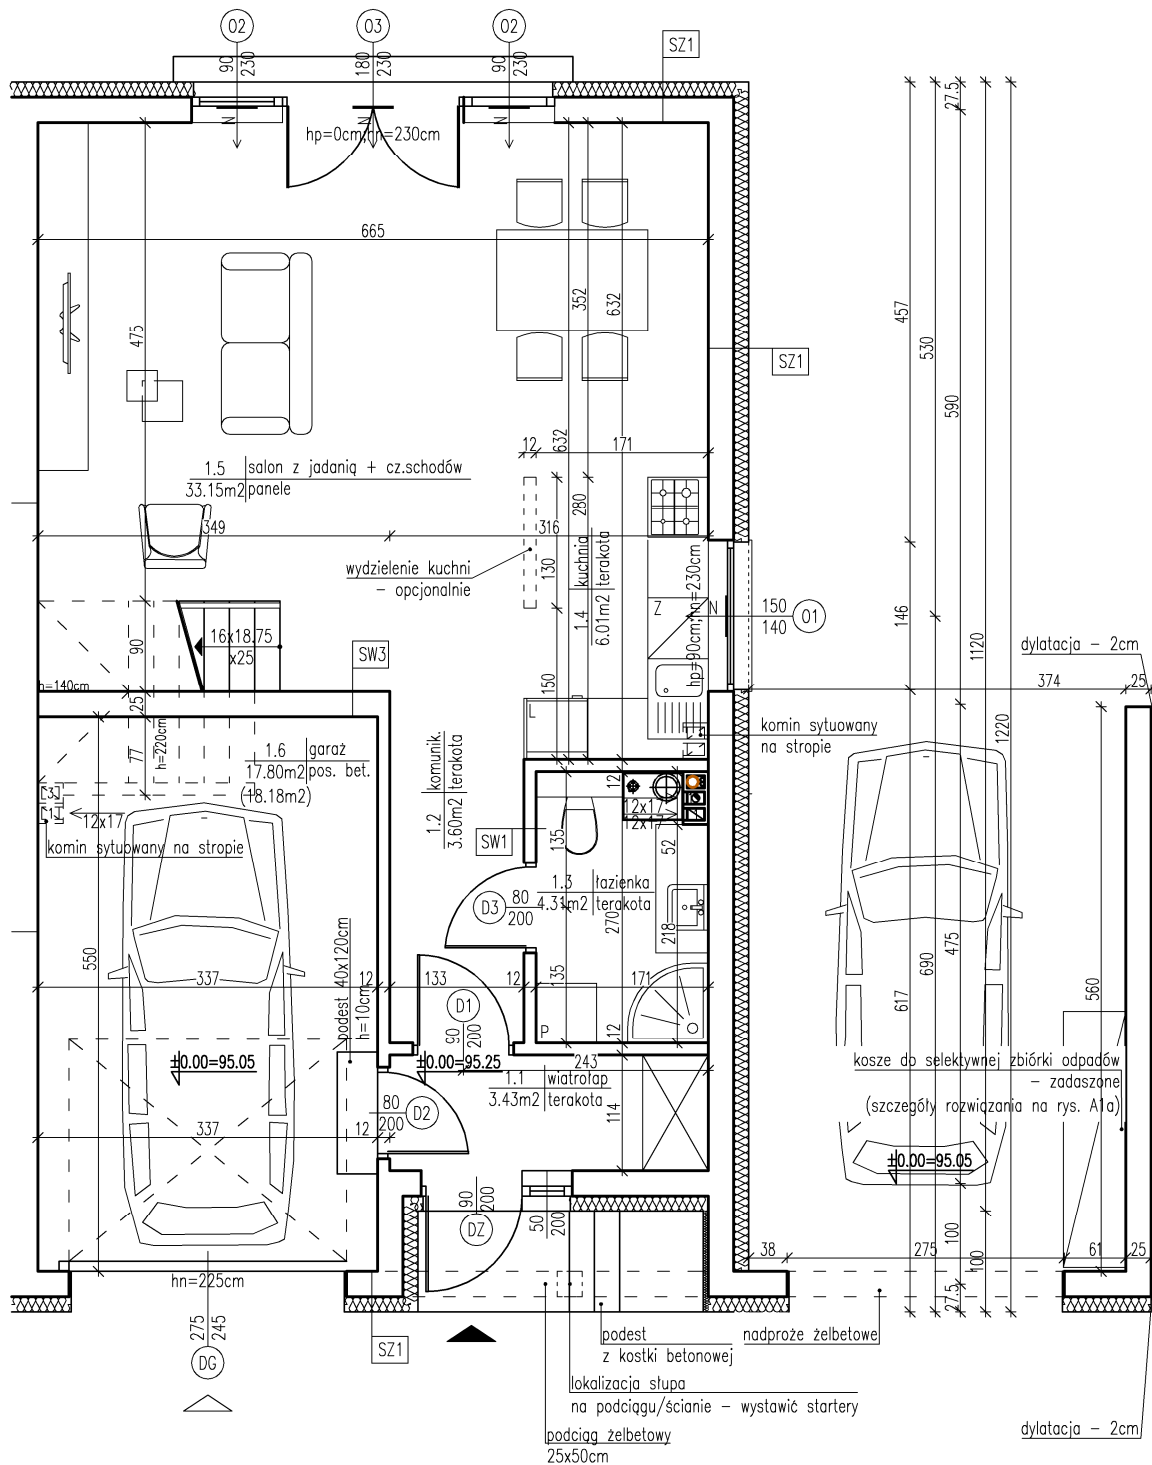 O2
O3
O2
90
230
180
230
90
230
SZ1
N
N
N
hp=0cm,hn=230cm
27.5
665
475
352
632
457
530
590
SZ1
632
12
171
1.5
salon z jadanią + cz.schodów
33.15m2
panele
280
349
316
wydzielenie kuchni
- opcjonalnie
130
1.4
kuchnia
6.01m2
terakota
hp=90cm,hn=230cm
Z
N
150
140
O1
146
1120
90
16x18.75
x25
SW3
h=140cm
25
150
L
dylatacja - 2cm
374
25
komin sytuowany
na stropie
1220
77
h=220cm
1.6
garaż
17.80m2
pos. bet.
(18.18m2)
1.2
komunik.
3.60m2
terakota
12
3
1
12x17
12x17
12x17
komin sytuowany na stropie
SW1
135
52
1.3
łazienka
4.31m2
terakota
D3
80
200
270
218
475
690
617
560
550
podest 40x120cm
h=10cm
337
12
133
12
135
171
D1
90
200
P
12
±0.00=95.05
±0.00=95.25
243
1.1
wiatrołap
3.43m2
terakota
kosze do selektywnej zbiórki odpadów
- zadaszone
(szczegóły rozwiązania na rys. A1a)
80
200
D2
114
337
12
±0.00=95.05
90
200
DZ
50
200
100
100
38
275
61
25
27.5
hn=225cm
275
245
DG
SZ1
podest
z kostki betonowej
nadproże żelbetowe
lokalizacja słupa
na podciągu/ścianie - wystawić startery
podciąg żelbetowy
25x50cm
dylatacja - 2cm